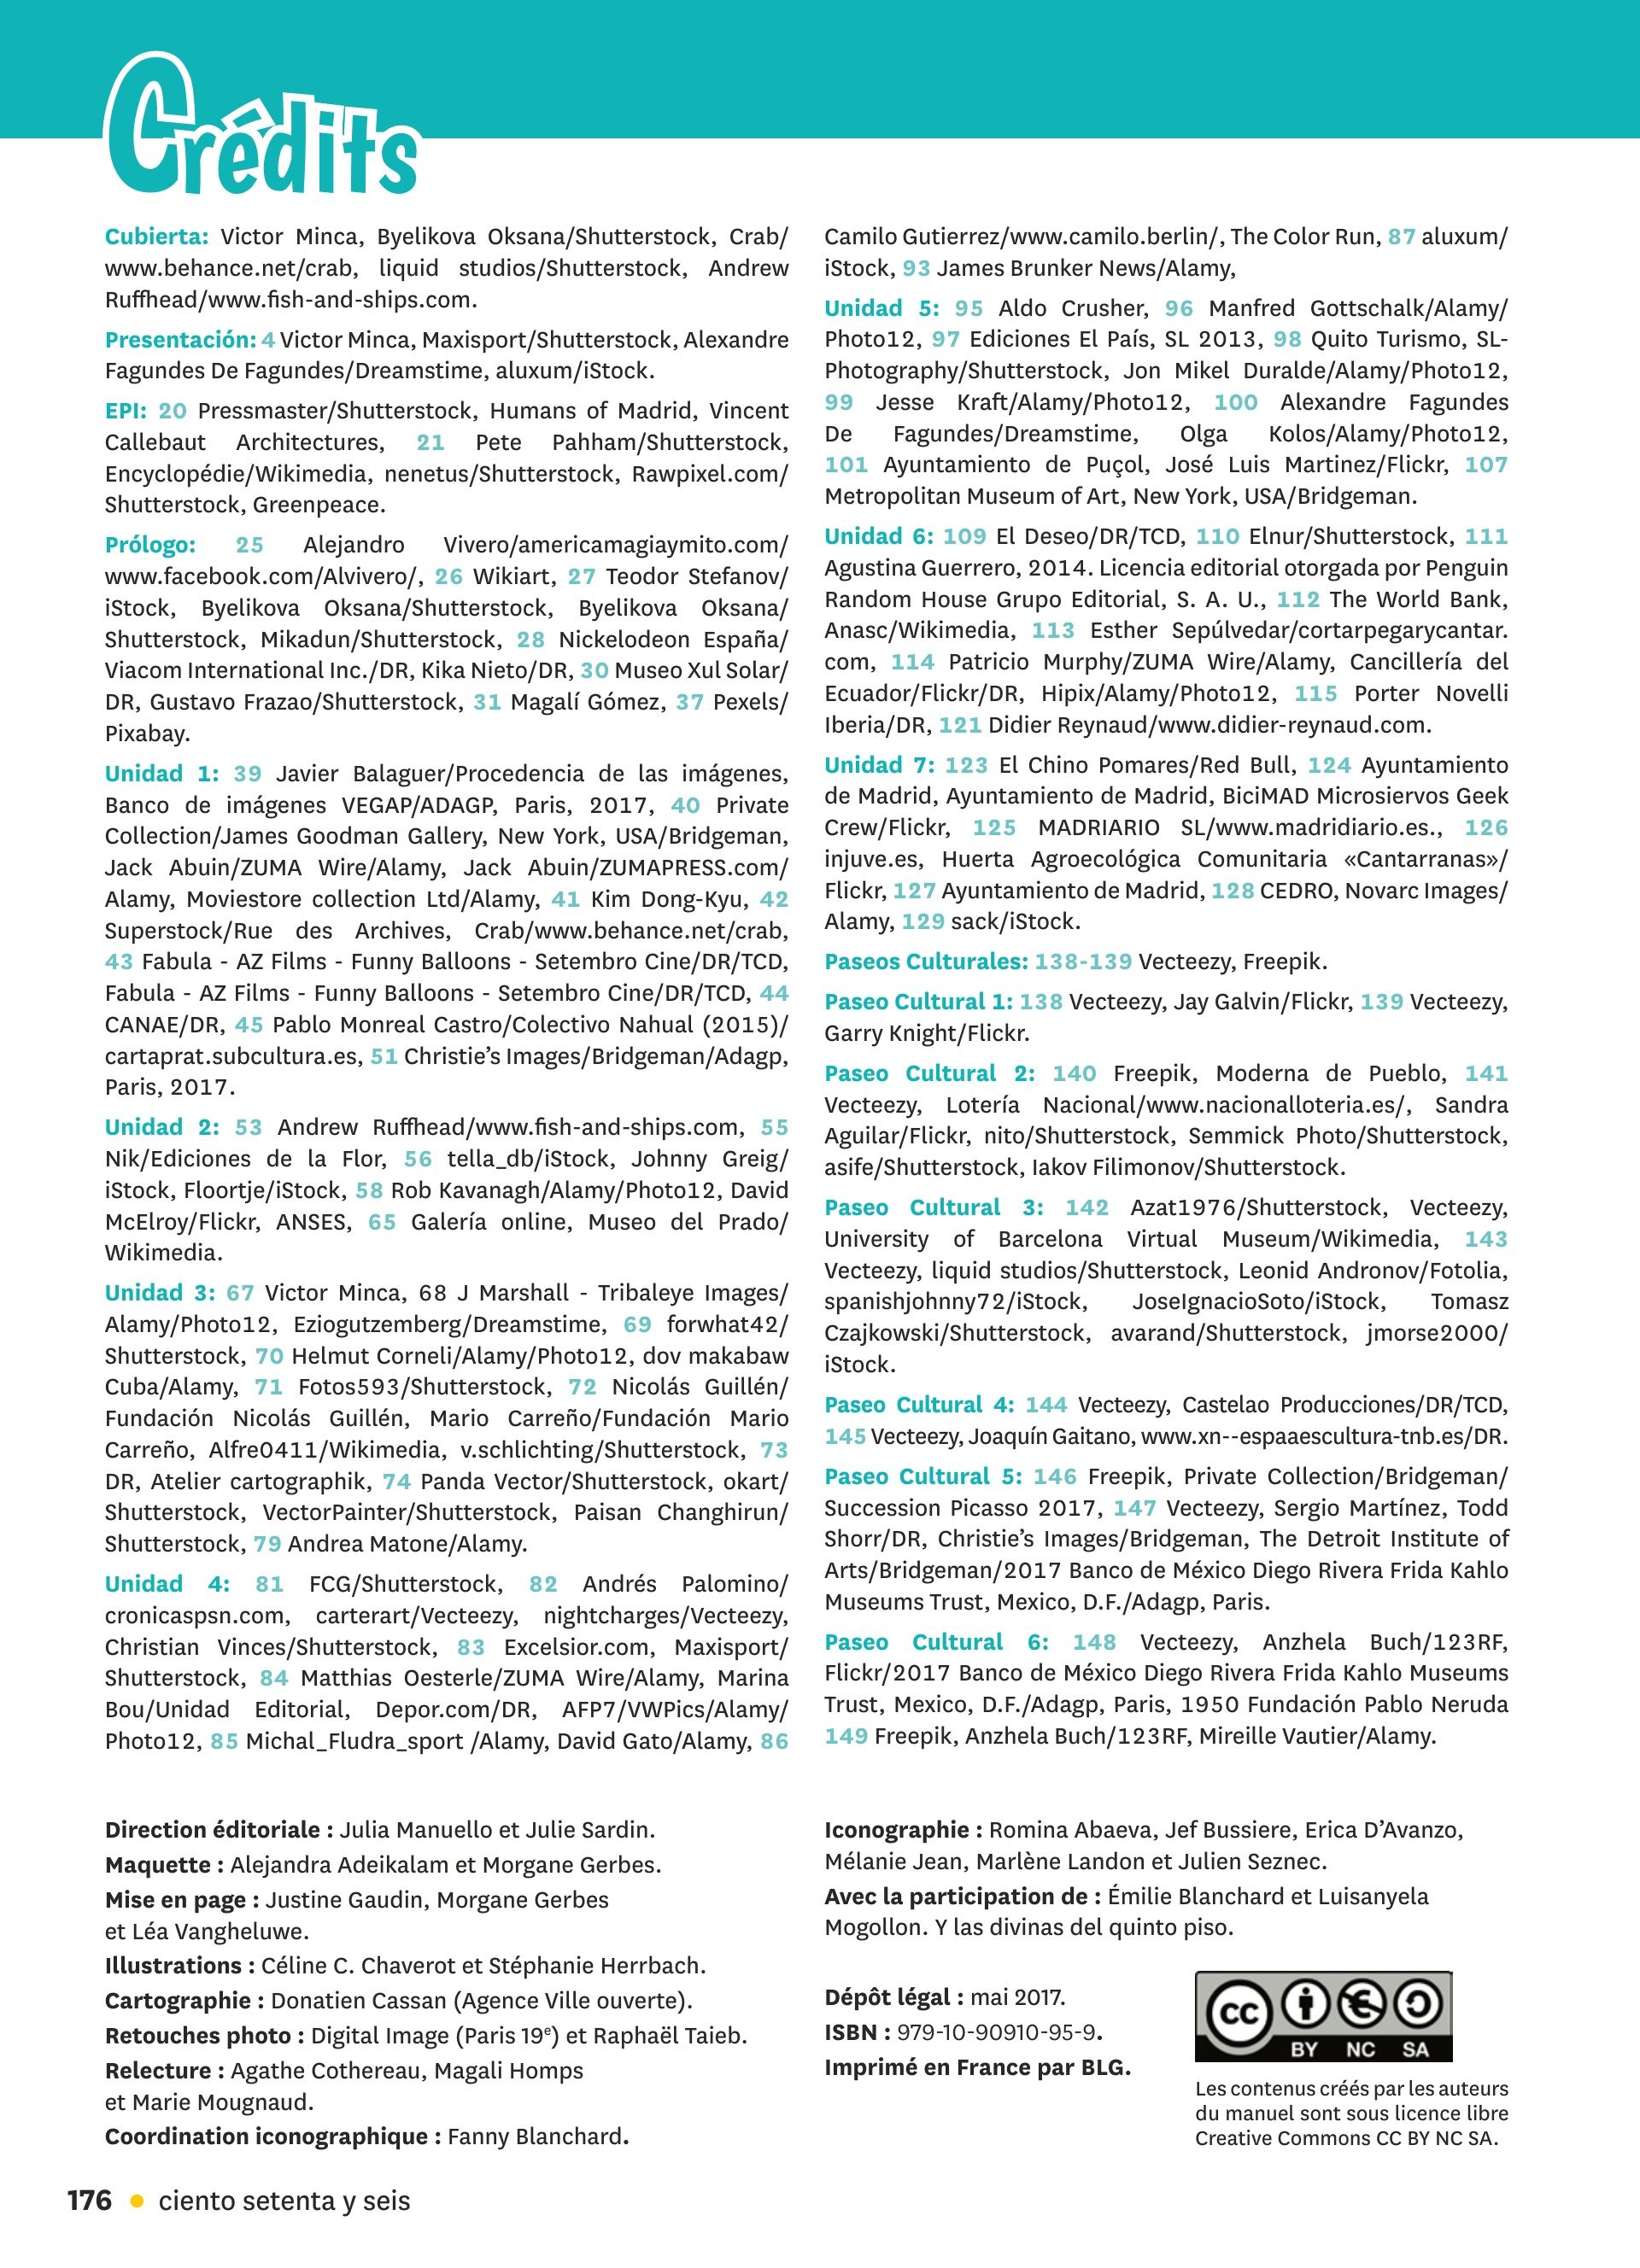 Crédits
Cubierta: Victor Minca, Byelikova Oksana/Shutterstock, Crab/
www.behance.net/crab, liquid studios/Shutterstock, Andrew
Ruffhead/www.fish-and-ships.com.
Presentación: 4 Victor Minca, Maxisport/Shutterstock, Alexandre
Fagundes De Fagundes/Dreamstime, aluxum/iStock.
EPI: 20 Pressmaster/Shutterstock, Humans of Madrid, Vincent
Callebaut Architectures, 21 Pete Pahham/Shutterstock,
Encyclopédie/Wikimedia, nenetus/Shutterstock, Rawpixel.com/
Shutterstock, Greenpeace.
Prólogo: 25 Alejandro Vivero/americamagiaymito.com/
www.facebook.com/Alvivero/, 26 Wikiart, 27 Teodor Stefanov/
iStock, Byelikova Oksana/Shutterstock, Byelikova Oksana/
Shutterstock, Mikadun/Shutterstock, 28 Nickelodeon España/
Viacom International Inc./DR, Kika Nieto/DR, 30 Museo Xul Solar/
DR, Gustavo Frazao/Shutterstock, 31 Magalí Gómez, 37 Pexels/
Pixabay.
Unidad 1: 39 Javier Balaguer/Procedencia de las imágenes,
Banco de imágenes VEGAP/ADAGP, Paris, 2017, 40 Private
Collection/James Goodman Gallery, New York, USA/Bridgeman,
Jack Abuin/ZUMA Wire/Alamy, Jack Abuin/ZUMAPRESS.com/
Alamy, Moviestore collection Ltd/Alamy, 41 Kim Dong-Kyu, 42
Superstock/Rue des Archives, Crab/www.behance.net/crab,
43 Fabula - AZ Films - Funny Balloons - Setembro Cine/DR/TCD,
Fabula - AZ Films - Funny Balloons - Setembro Cine/DR/TCD, 44
CANAE/DR, 45 Pablo Monreal Castro/Colectivo Nahual (2015)/
cartaprat.subcultura.es, 51 Christie's Images/Bridgeman/Adagp,
Paris, 2017.
Unidad 2: 53 Andrew Ruffhead/www.fish-and-ships.com, 55
Nik/Ediciones de la Flor, 56 tella_db/iStock, Johnny Greig/
iStock, Floortje/iStock, 58 Rob Kavanagh/Alamy/Photo12, David
McElroy/Flickr, ANSES, 65 Galería online, Museo del Prado/
Wikimedia.
Unidad 3: 67 Victor Minca, 68 J Marshall - Tribaleye Images/
Alamy/Photo12, Eziogutzemberg/Dreamstime, 69 forwhat42/
Shutterstock, 70 Helmut Corneli/Alamy/Photo12, dov makabaw
Cuba/Alamy, 71 Fotos593/Shutterstock, 72 Nicolás Guillén/
Fundación Nicolás Guillén, Mario Carreño/Fundación Mario
Carreño, Alfre0411/Wikimedia, v.schlichting/Shutterstock, 73
DR, Atelier cartographik, 74 Panda Vector/Shutterstock, okart/
Shutterstock, VectorPainter/Shutterstock, Paisan Changhirun/
Shutterstock, 79 Andrea Matone/Alamy.
Unidad 4: 81 FCG/Shutterstock, 82 Andrés Palomino/
cronicaspsn.com, carterart/Vecteezy, nightcharges/Vecteezy,
Christian Vinces/Shutterstock, 83 Excelsior.com, Maxisport/
Shutterstock, 84 Matthias Oesterle/ZUMA Wire/Alamy, Marina
Bou/Unidad Editorial, Depor.com/DR, AFP7/VWPics/Alamy/
Photo12, 85 Michal_Fludra_sport /Alamy, David Gato/Alamy, 86
Camilo Gutierrez/www.camilo.berlin/, The Color Run, 87 aluxum/
iStock, 93 James Brunker News/Alamy,
Unidad 5: 95 Aldo Crusher, 96 Manfred Gottschalk/Alamy/
Photo12, 97 Ediciones El País, SL 2013, 98 Quito Turismo, SL-
Photography/Shutterstock, Jon Mikel Duralde/Alamy/Photo12,
99 Jesse Kraft/Alamy/Photo12, 100 Alexandre Fagundes
De Fagundes/Dreamstime, Olga Kolos/Alamy/Photo12,
101 Ayuntamiento de Puçol, José Luis Martinez/Flickr, 107
Metropolitan Museum of Art, New York, USA/Bridgeman.
Unidad 6: 109 El Deseo/DR/TCD, 110 Elnur/Shutterstock, 111
Agustina Guerrero, 2014. Licencia editorial otorgada por Penguin
Random House Grupo Editorial, S. A. U., 112 The World Bank,
Anasc/Wikimedia, 113 Esther Sepúlvedar/cortarpegarycantar.
com, 114 Patricio Murphy/ZUMA Wire/Alamy, Cancillería del
Ecuador/Flickr/DR, Hipix/Alamy/Photo12, 115 Porter Novelli
Iberia/DR, 121 Didier Reynaud/www.didier-reynaud.com.
Unidad 7: 123 El Chino Pomares/Red Bull, 124 Ayuntamiento
de Madrid, Ayuntamiento de Madrid, BiciMAD Microsiervos Geek
Crew/Flickr, 125 MADRIARIO SL/www.madridiario.es., 126
injuve.es, Huerta Agroecológica Comunitaria «Cantarranas»/
Flickr, 127 Ayuntamiento de Madrid, 128 CEDRO, Novarc Images/
Alamy, 129 sack/iStock.
Paseos Culturales: 138-139 Vecteezy, Freepik.
Paseo Cultural 1: 138 Vecteezy, Jay Galvin/Flickr, 139 Vecteezy,
Garry Knight/Flickr.
Paseo Cultural 2: 140 Freepik, Moderna de Pueblo, 141
Vecteezy, Lotería Nacional/www.nacionalloteria.es/, Sandra
Aguilar/Flickr, nito/Shutterstock, Semmick Photo/Shutterstock,
asife/Shutterstock, Iakov Filimonov/Shutterstock.
Paseo Cultural 3: 142 Azat1976/Shutterstock, Vecteezy,
University of Barcelona Virtual Museum/Wikimedia, 143
Vecteezy, liquid studios/Shutterstock, Leonid Andronov/Fotolia,
spanishjohnny72/iStock, JoseIgnacioSoto/iStock, Tomasz
Czajkowski/Shutterstock, avarand/Shutterstock, jmorse2000/
iStock.
Paseo Cultural 4: 144 Vecteezy, Castelao Producciones/DR/TCD,
145 Vecteezy, Joaquín Gaitano, www.xn--espaaescultura-tnb.es/DR.
Paseo Cultural 5: 146 Freepik, Private Collection/Bridgeman/
Succession Picasso 2017, 147 Vecteezy, Sergio Martínez, Todd
Shorr/DR, Christie's Images/Bridgeman, The Detroit Institute of
Arts/Bridgeman/2017 Banco de México Diego Rivera Frida Kahlo
Museums Trust, Mexico, D.F./Adagp, Paris.
Paseo Cultural 6: 148 Vecteezy, Anzhela Buch/123RF,
Flickr/2017 Banco de México Diego Rivera Frida Kahlo Museums
Trust, Mexico, D.F./Adagp, Paris, 1950 Fundación Pablo Neruda
149 Freepik, Anzhela Buch/123RF, Mireille Vautier/Alamy.
Direction éditoriale : Julia Manuello et Julie Sardin.
Maquette : Alejandra Adeikalam et Morgane Gerbes.
Mise en page : Justine Gaudin, Morgane Gerbes
et Léa Vangheluwe.
Illustrations : Céline C. Chaverot et Stéphanie Herrbach.
Cartographie : Donatien Cassan (Agence Ville ouverte).
Retouches photo : Digital Image (Paris 19e) et Raphaël Taieb.
Relecture : Agathe Cothereau, Magali Homps
et Marie Mougnaud.
Coordination iconographique : Fanny Blanchard.
Iconographie : Romina Abaeva, Jef Bussiere, Erica D'Avanzo,
Mélanie Jean, Marlène Landon et Julien Seznec.
Avec la participation de : Émilie Blanchard et Luisanyela
Mogollon. Y las divinas del quinto piso.
Dépôt légal : mai 2017.
ISBN : 979-10-90910-95-9.
Imprimé en France par BLG.
cc
BY NC SA
Les contenus créés par les auteurs
du manuel sont sous licence libre
Creative Commons CC BY NC SA.
176 • ciento setenta y seis